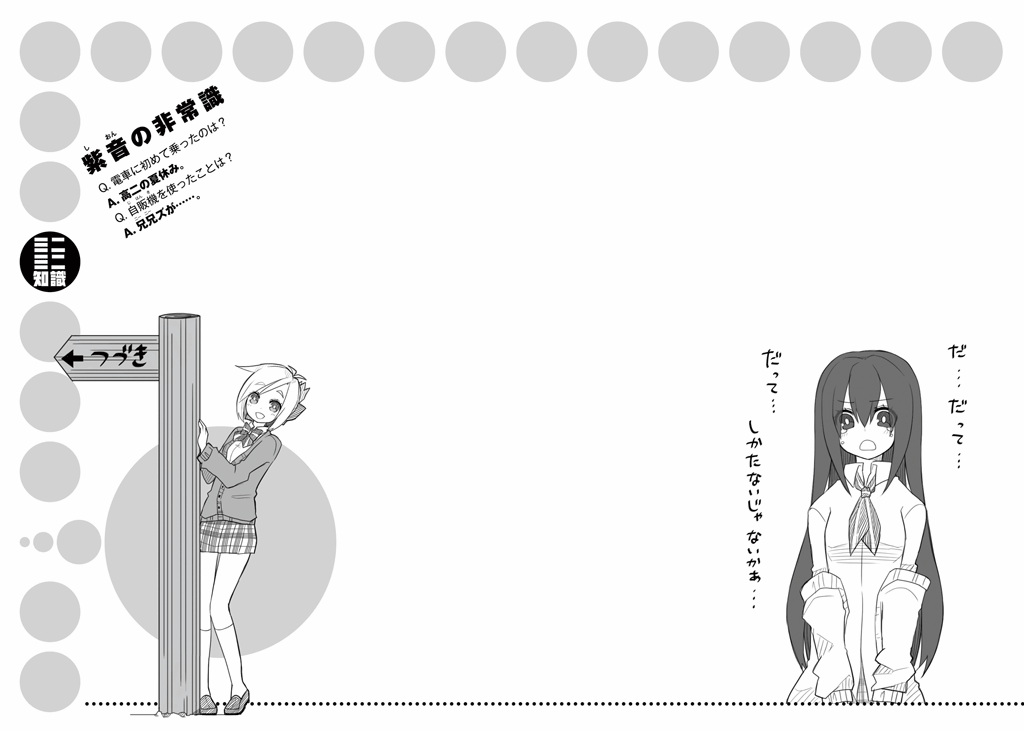 紫音の非常識
しおん
Q. 電車に初めて乗ったのは？
A. 高二の夏休み。
Q. 自販機を使ったことは？
A. 兄兄ズが……。
知識
だ…だって…
だって…
しかたないじゃないかぁ…
つづき